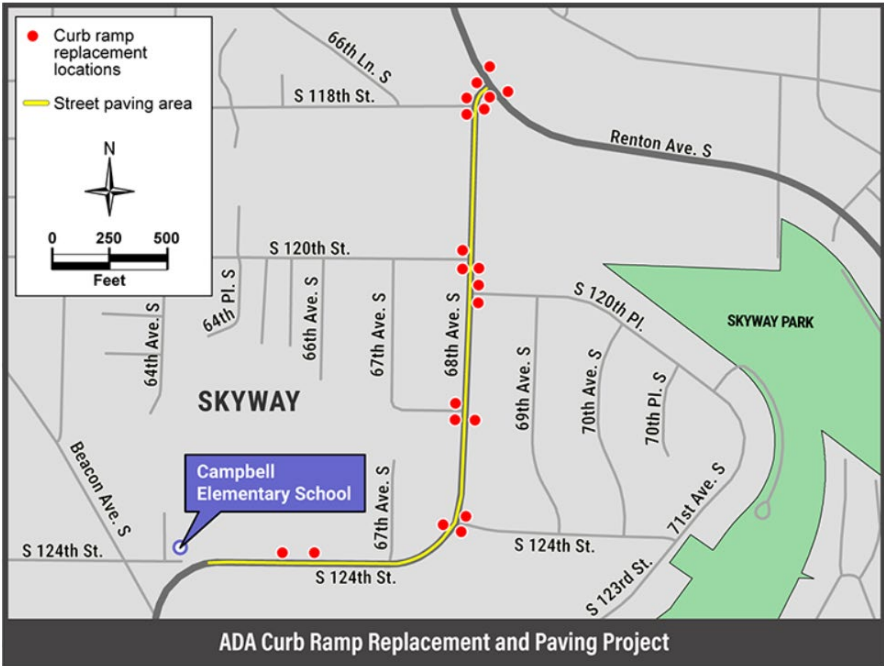 Curb ramp
replacement
locations
Street paving area
N
0 250 500
Feet
66th Ln. S
S 118th St.
Renton Ave. S
S 120th St.
64th Pl. S
64th Ave. S
66th Ave. S
67th Ave. S
68th Ave. S
S 120th Pl.
69th Ave. S
70th Ave. S
70th Pl. S
SKYWAY PARK
SKYWAY
Beacon Ave. S
Campbell
Elementary School
67th Ave. S
71st Ave. S
S 124th St.
S 124th St.
S 124th St.
S 123rd St.
ADA Curb Ramp Replacement and Paving Project